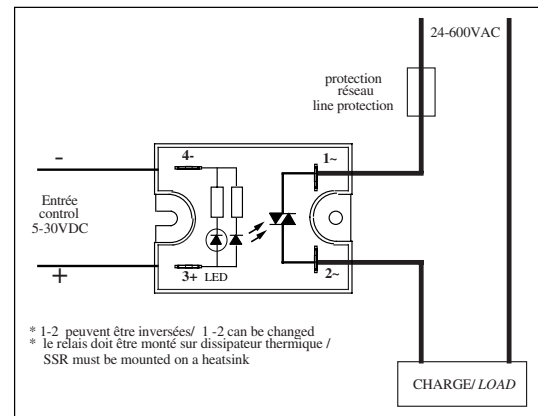 24-600VAC
protection
réseau
line protection
-
4-
1~
Entrée
control
5-30VDC
+
3+
LED
2~
* 1-2 peuvent être inversées/ 1 -2 can be changed
* le relais doit être monté sur dissipateur thermique /
SSR must be mounted on a heatsink
CHARGE/ LOAD